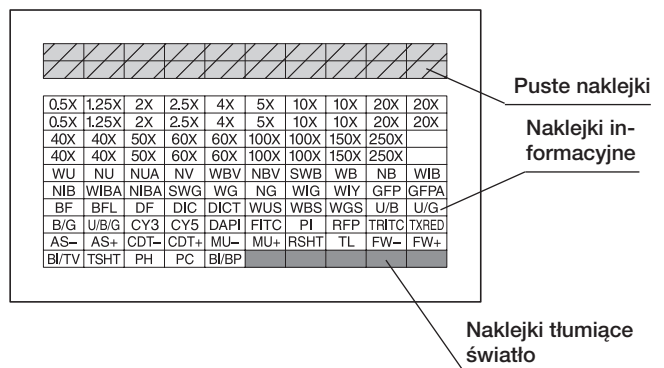 Puste naklejki
0.5X 1.25X 2X 2.5X 4X 5X 10X 10X 20X 20X
0.5X 1.25X 2X 2.5X 4X 5X 10X 10X 20X 20X
Naklejki in-
formacyjne
40X 40X 50X 60X 60X 100X 100X 150X 250X
40X 40X 50X 60X 60X 100X 100X 150X 250X
WU NU NUA NV WBV NBV SWB WB NB WIB
NIB WIBA NIBA SWG WG NG WIG WIY GFP GFPA
BF BFL DF DIC DICT WUS WBS WGS U/B U/G
B/G U/B/G CY3 CY5 DAPI FITC PI RFP TRITC TXRED
AS− AS+ CDT− CDT+ MU− MU+ RSHT TL FW− FW+
BI/TV TSHT PH PC BI/BP
Naklejki tłumiące
światło